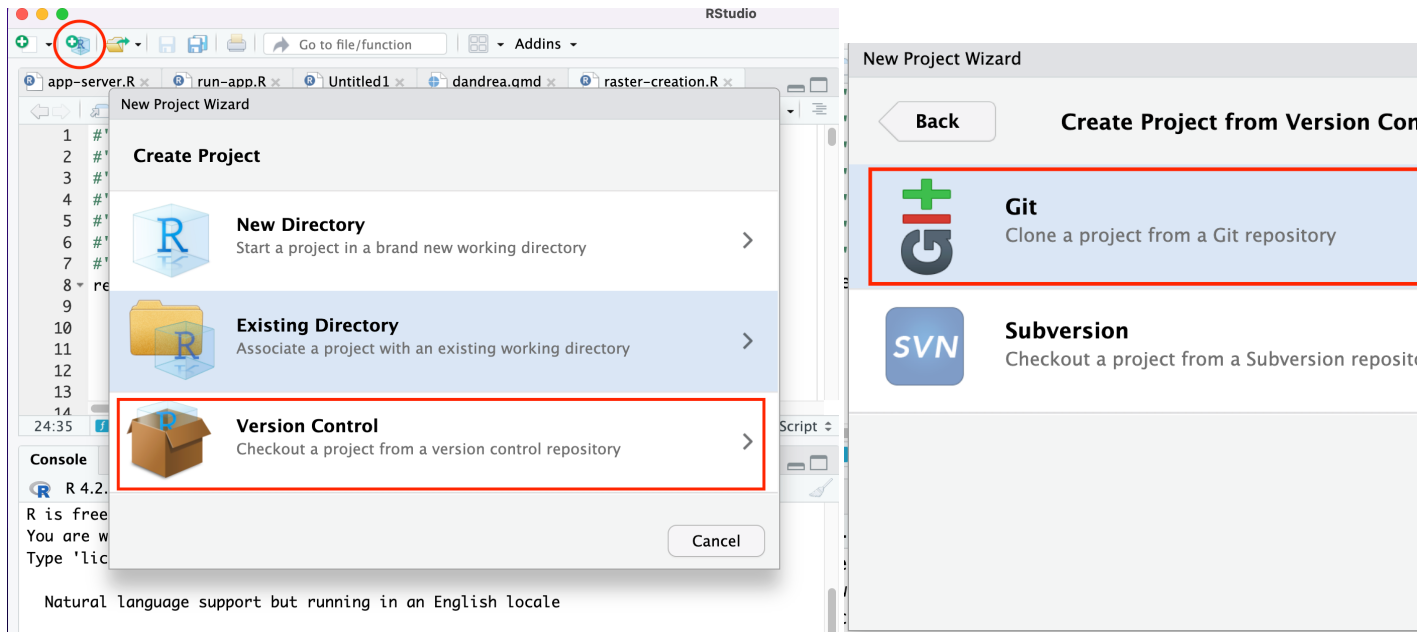 RStudio
Go to file/function
Addins
app-server.R
run-app.R
Untitled1
dandrea.qmd
raster-creation.R
New Project Wizard
Create Project
New Directory
Start a project in a brand new working directory
Existing Directory
Associate a project with an existing working directory
Version Control
Checkout a project from a version control repository
Cancel
1 #'
2 #'
3 #'
4 #'
5 #'
6 #'
7 #'
8 re
9
10
11
12
13
14
24:35
Script
Console
R 4.2.
R is free
You are w
Type 'lic
Natural language support but running in an English locale
New Project Wizard
Back
Create Project from Version Con
Git
Git
Clone a project from a Git repository
SVN
Subversion
Checkout a project from a Subversion reposito